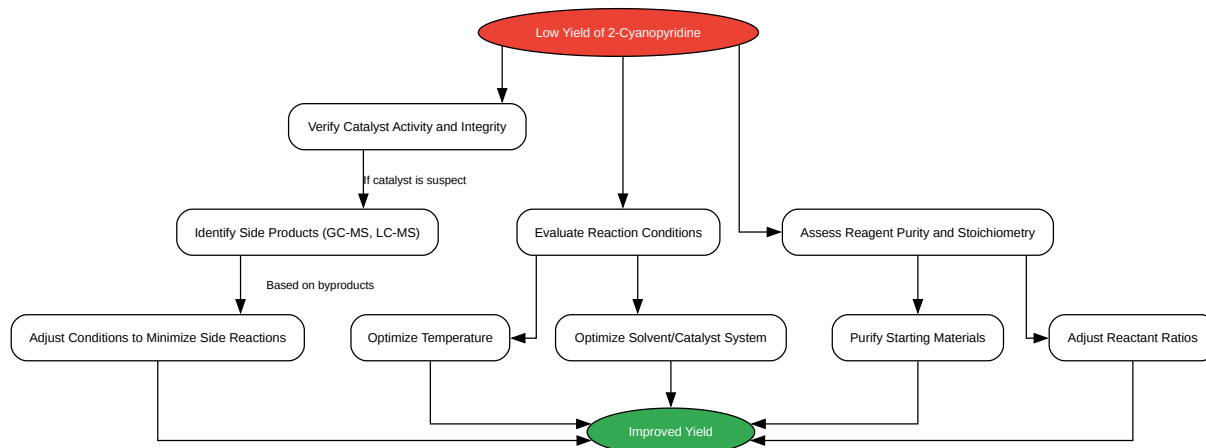 Low Yield of 2-Cyanopyridine
Verify Catalyst Activity and Integrity
If catalyst is suspect
Identify Side Products (GC-MS, LC-MS)
Evaluate Reaction Conditions
Assess Reagent Purity and Stoichiometry
Based on byproducts
Adjust Conditions to Minimize Side Reactions
Optimize Temperature
Optimize Solvent/Catalyst System
Purify Starting Materials
Adjust Reactant Ratios
Improved Yield